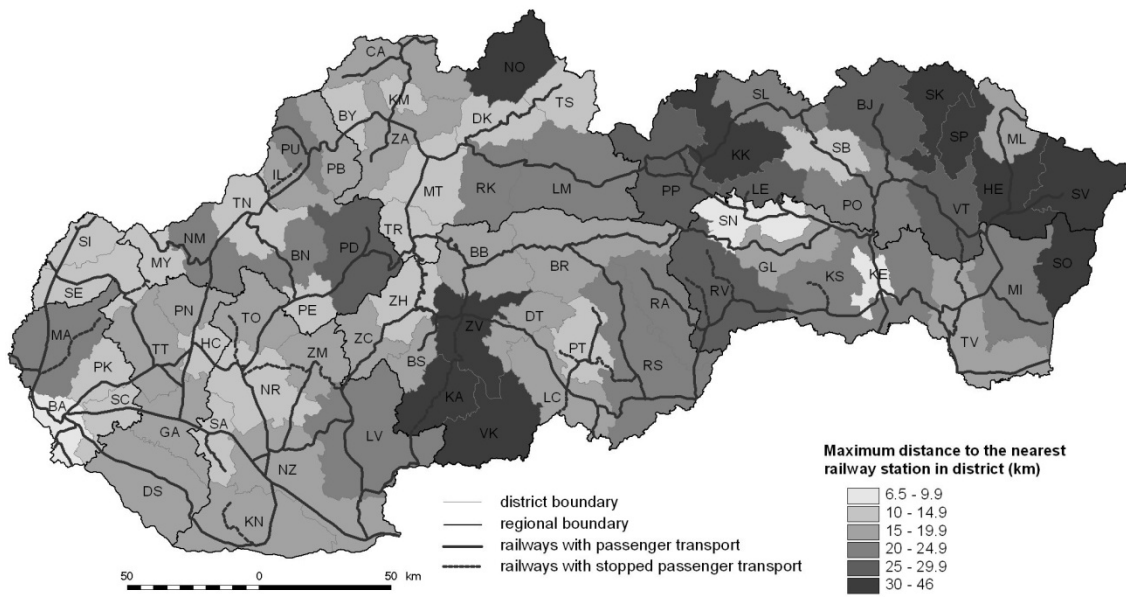 CA
NO
KM
TS
BY
DK
SL
BJ
SK
ZA
PU
SP
ML
SB
IL
PB
KK
MT
RK
LM
PP
LE
PO
HE
SV
VT
TN
SN
TR
SI
NM
BN
PD
BB
MY
BR
GL
KS
KE
SO
MI
SE
PE
ZH
RA
RV
PN
TO
DT
ZV
MA
HC
ZC
ZM
BS
PT
RS
TV
TT
PK
NR
BA
SC
KA
LC
GA
SA
LV
VK
NZ
DS
KN
Maximum distance to the nearest
railway station in district (km)
6.5 - 9.9
10 - 14.9
15 - 19.9
20 - 24.9
25 - 29.9
30 - 46
district boundary
regional boundary
railways with passenger transport
railways with stopped passenger transport
50 0 50 km